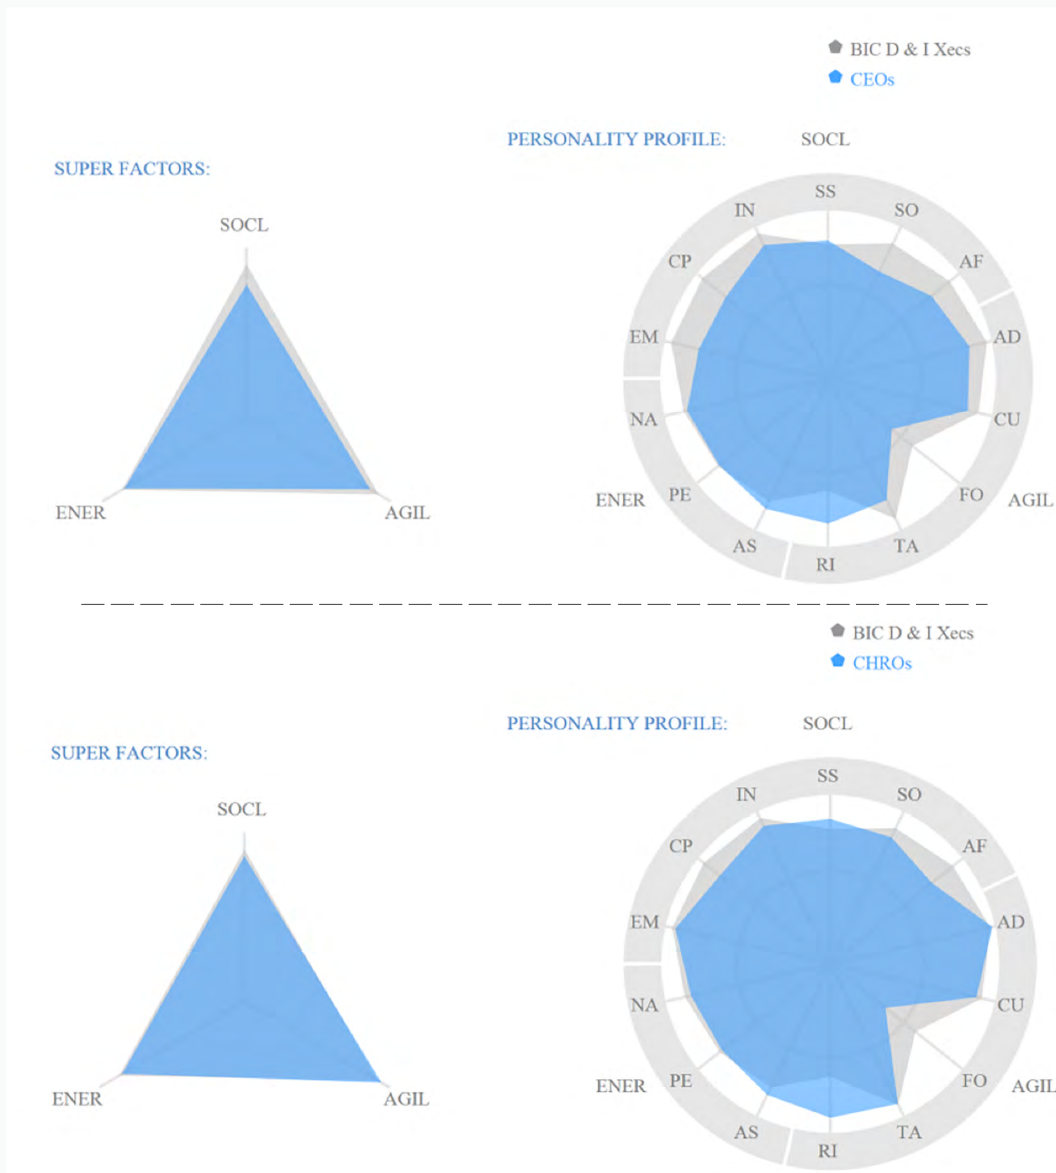 BIC D & I Xecs
CEOs
PERSONALITY PROFILE:
SOCL
SUPER FACTORS:
SOCL
ENER
AGIL
SS
SO
AF
AD
CU
FO
TA
RI
AS
PE
NA
EM
CP
IN
ENER
AGIL
BIC D & I Xecs
CHROs
PERSONALITY PROFILE:
SOCL
SUPER FACTORS:
SOCL
ENER
AGIL
SS
SO
AF
AD
CU
FO
TA
RI
AS
PE
NA
EM
CP
IN
ENER
AGIL